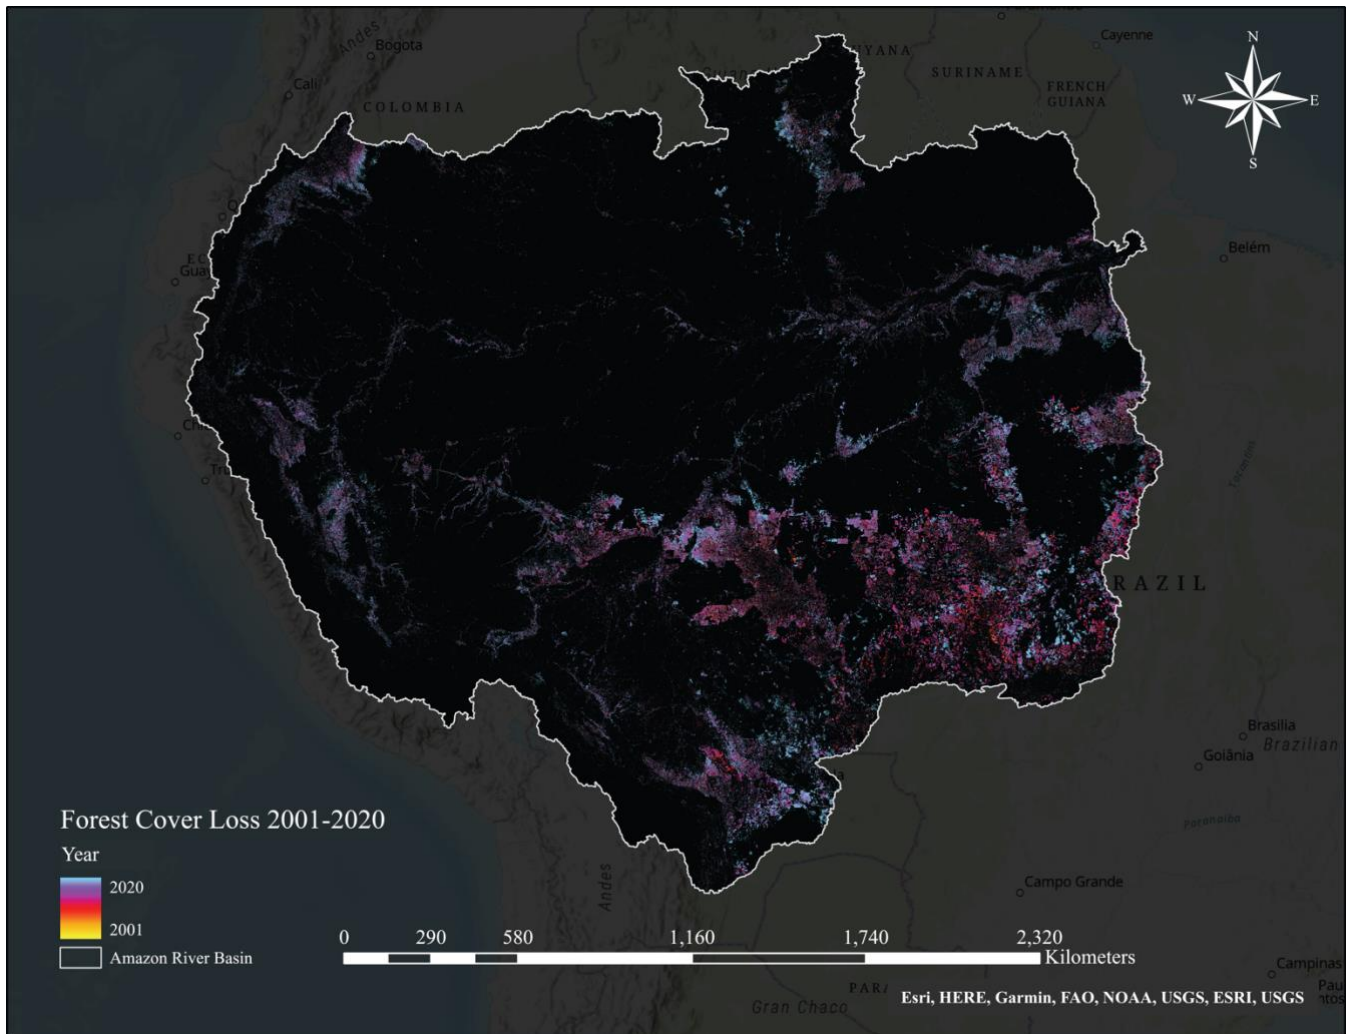 Andes
Bogota
Cayenne
N
GUYANA
SURINAME
Cali
COLOMBIA
FRENCH
GUIANA
W
E
S
Belém
Tocantins
BRAZIL
Brasilia
Goiânia
Brazilian
Paranaiba
Forest Cover Loss 2001-2020
Year
2020
2001
Amazon River Basin
Andes
Campo Grande
0 290 580 1,160 1,740 2,320
Kilometers
Campinas
Gran Chaco
Esri, HERE, Garmin, FAO, NOAA, USGS, ESRI, USGS